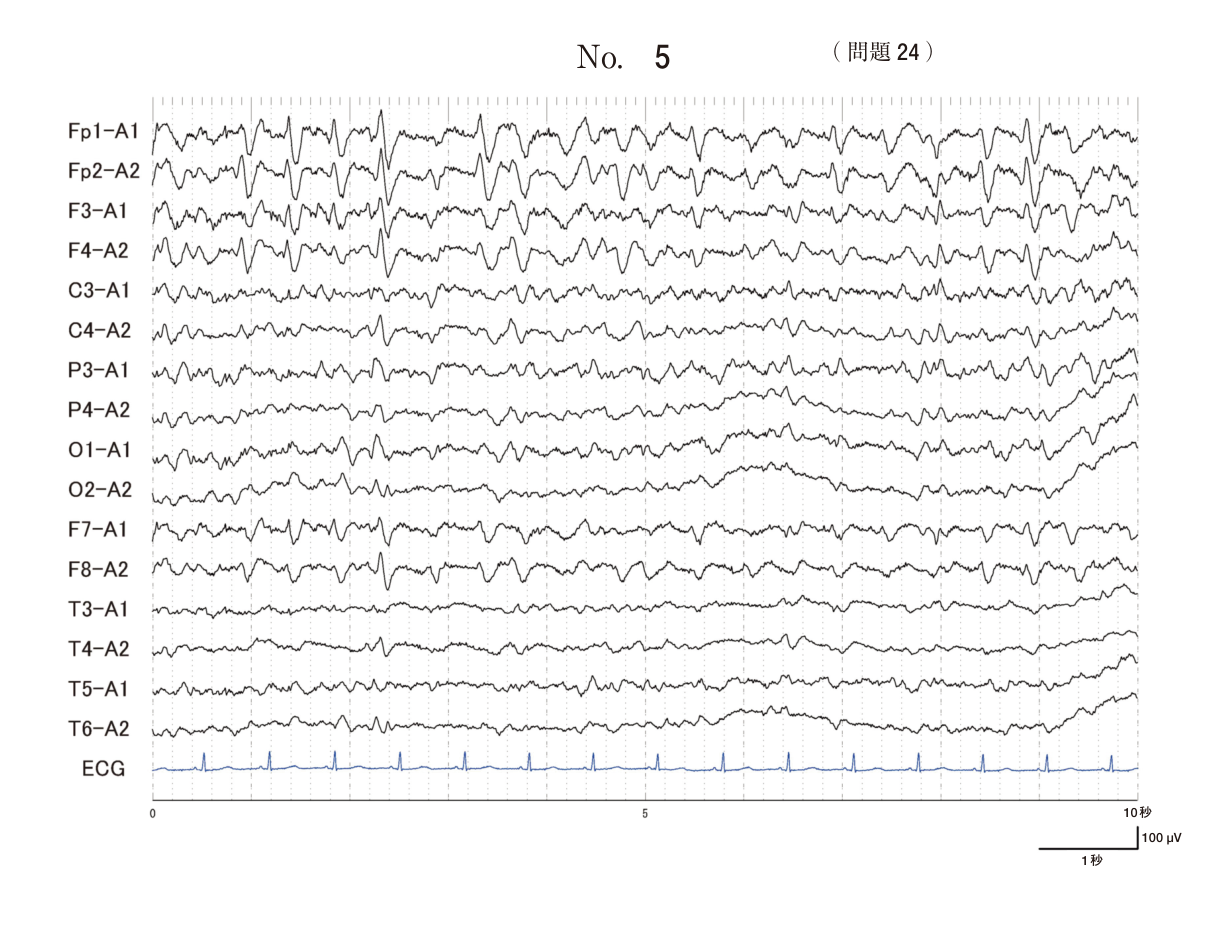 No. 5 （問題 24）
Fp1-A1
Fp2-A2
F3-A1
F4-A2
C3-A1
C4-A2
P3-A1
P4-A2
O1-A1
O2-A2
F7-A1
F8-A2
T3-A1
T4-A2
T5-A1
T6-A2
ECG
0 5 10秒
100 µV
1秒